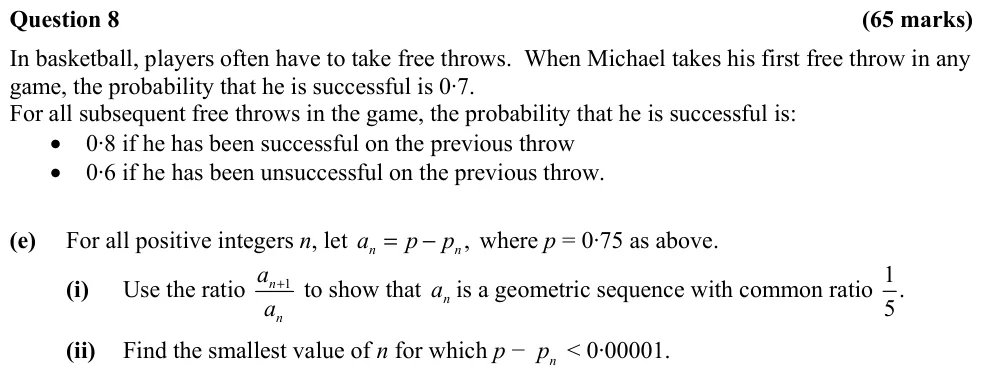 Question 8 (65 marks)
In basketball, players often have to take free throws. When Michael takes his first free throw in any
game, the probability that he is successful is 0·7.
For all subsequent free throws in the game, the probability that he is successful is:
• 0·8 if he has been successful on the previous throw
• 0·6 if he has been unsuccessful on the previous throw.
(e) For all positive integers n, let aₙ = p − pₙ, where p = 0·75 as above.
(i) Use the ratio aₙ₊₁/aₙ to show that aₙ is a geometric sequence with common ratio 1/5.
(ii) Find the smallest value of n for which p − pₙ < 0·00001.